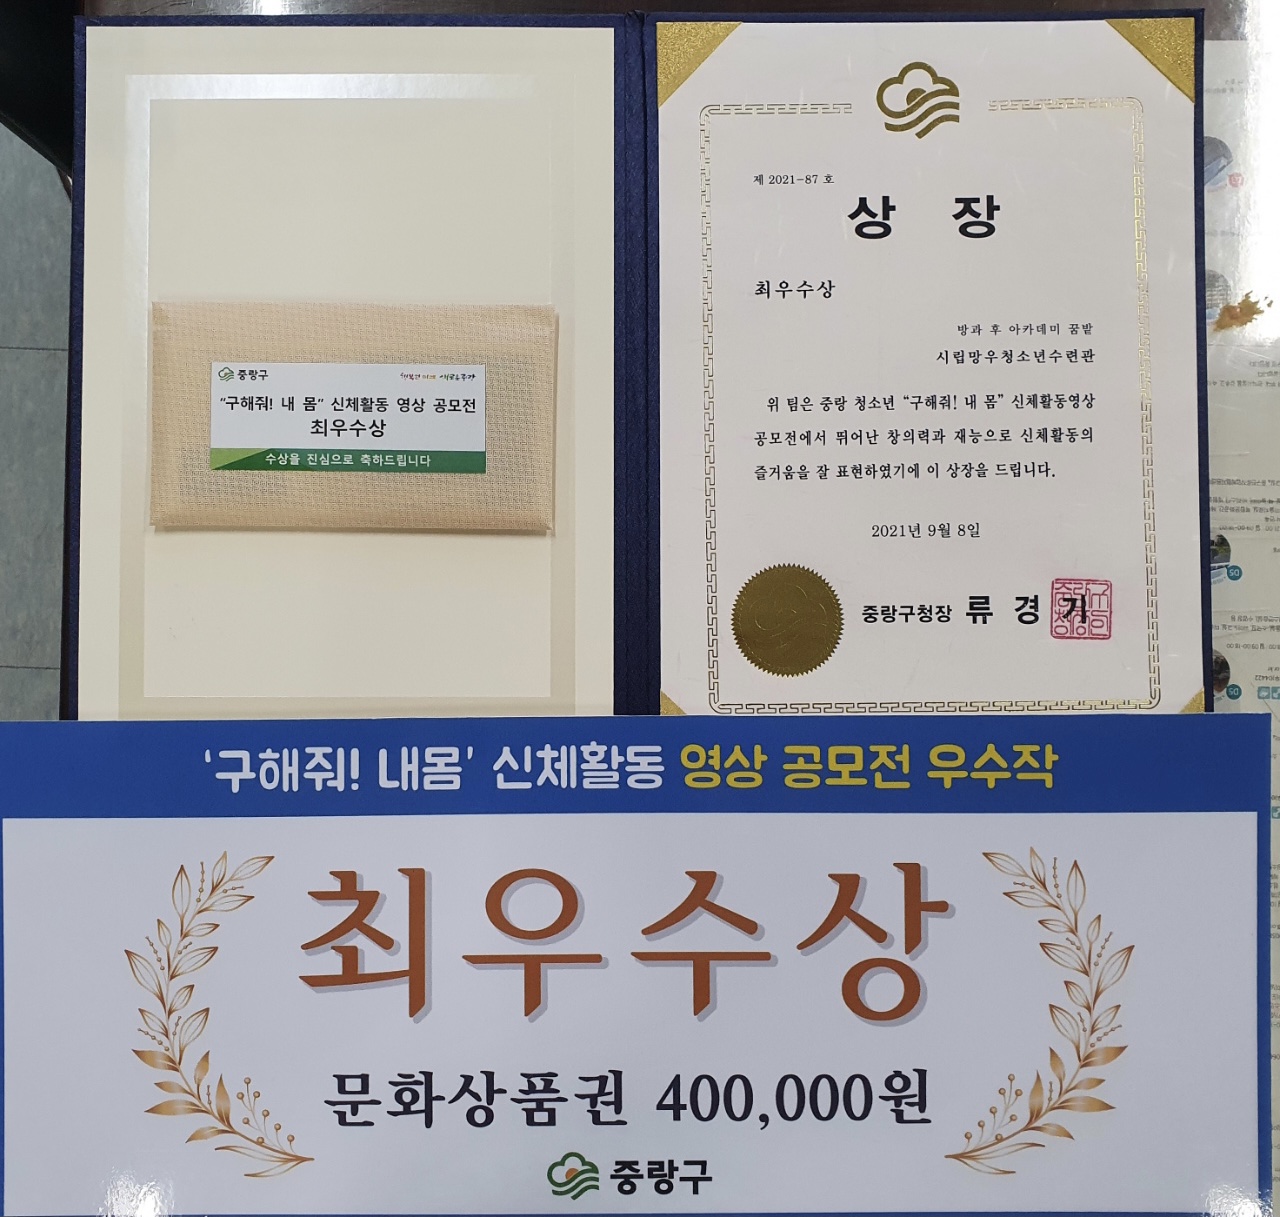 중랑구
"구해줘! 내 몸" 신체활동 영상 공모전
최우수상
수상을 진심으로 축하드립니다
제 2021-87 호
상 장
최우수상
방과 후 아카데미 꿈밭
시립망우청소년수련관
위 팀은 중랑 청소년 "구해줘! 내 몸" 신체활동영상
공모전에서 뛰어난 창의력과 재능으로 신체활동의
즐거움을 잘 표현하였기에 이 상장을 드립니다.
2021년 9월 8일
중랑구청장 류 경 기
'구해줘! 내몸' 신체활동 영상 공모전 우수작
최우수상
문화상품권 400,000원
중랑구